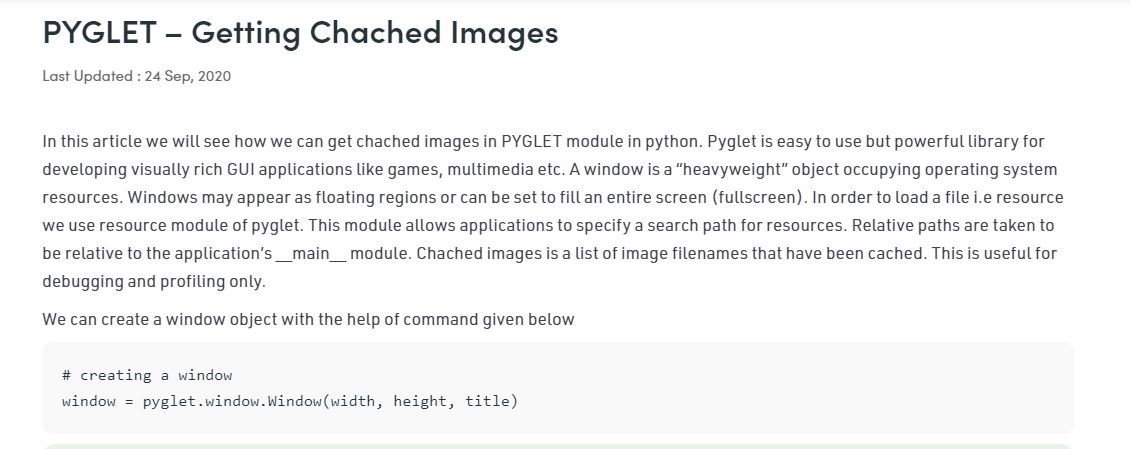 PYGLET – Getting Chached Images
Last Updated : 24 Sep, 2020
In this article we will see how we can get chached images in PYGLET module in python. Pyglet is easy to use but powerful library for
developing visually rich GUI applications like games, multimedia etc. A window is a “heavyweight” object occupying operating system
resources. Windows may appear as floating regions or can be set to fill an entire screen (fullscreen). In order to load a file i.e resource
we use resource module of pyglet. This module allows applications to specify a search path for resources. Relative paths are taken to
be relative to the application’s __main__ module. Chached images is a list of image filenames that have been cached. This is useful for
debugging and profiling only.
We can create a window object with the help of command given below
# creating a window
window = pyglet.window.Window(width, height, title)